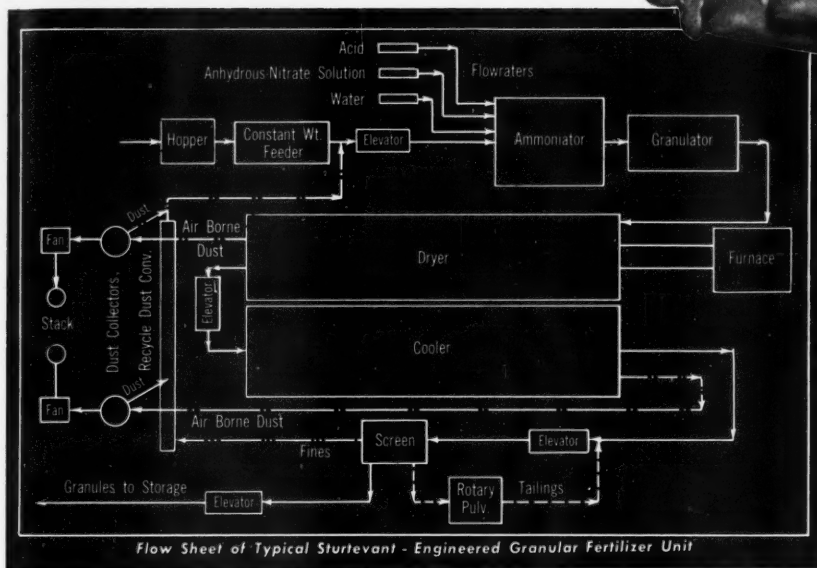 Acid
Anhydrous-Nitrate Solution
Flowraters
Water
Hopper
Constant Wt.
Feeder
Elevator
Ammoniator
Granulator
Dust
Air Borne
Dust
Fan
Dryer
Furnace
Elevator
Dust Collectors.
Recycle Dust Conv.
Stack
Cooler
Dust
Fan
Air Borne Dust
Fines
Screen
Elevator
Granules to Storage
Elevator
Rotary
Pulv.
Tailings
Flow Sheet of Typical Sturtevant - Engineered Granular Fertilizer Unit